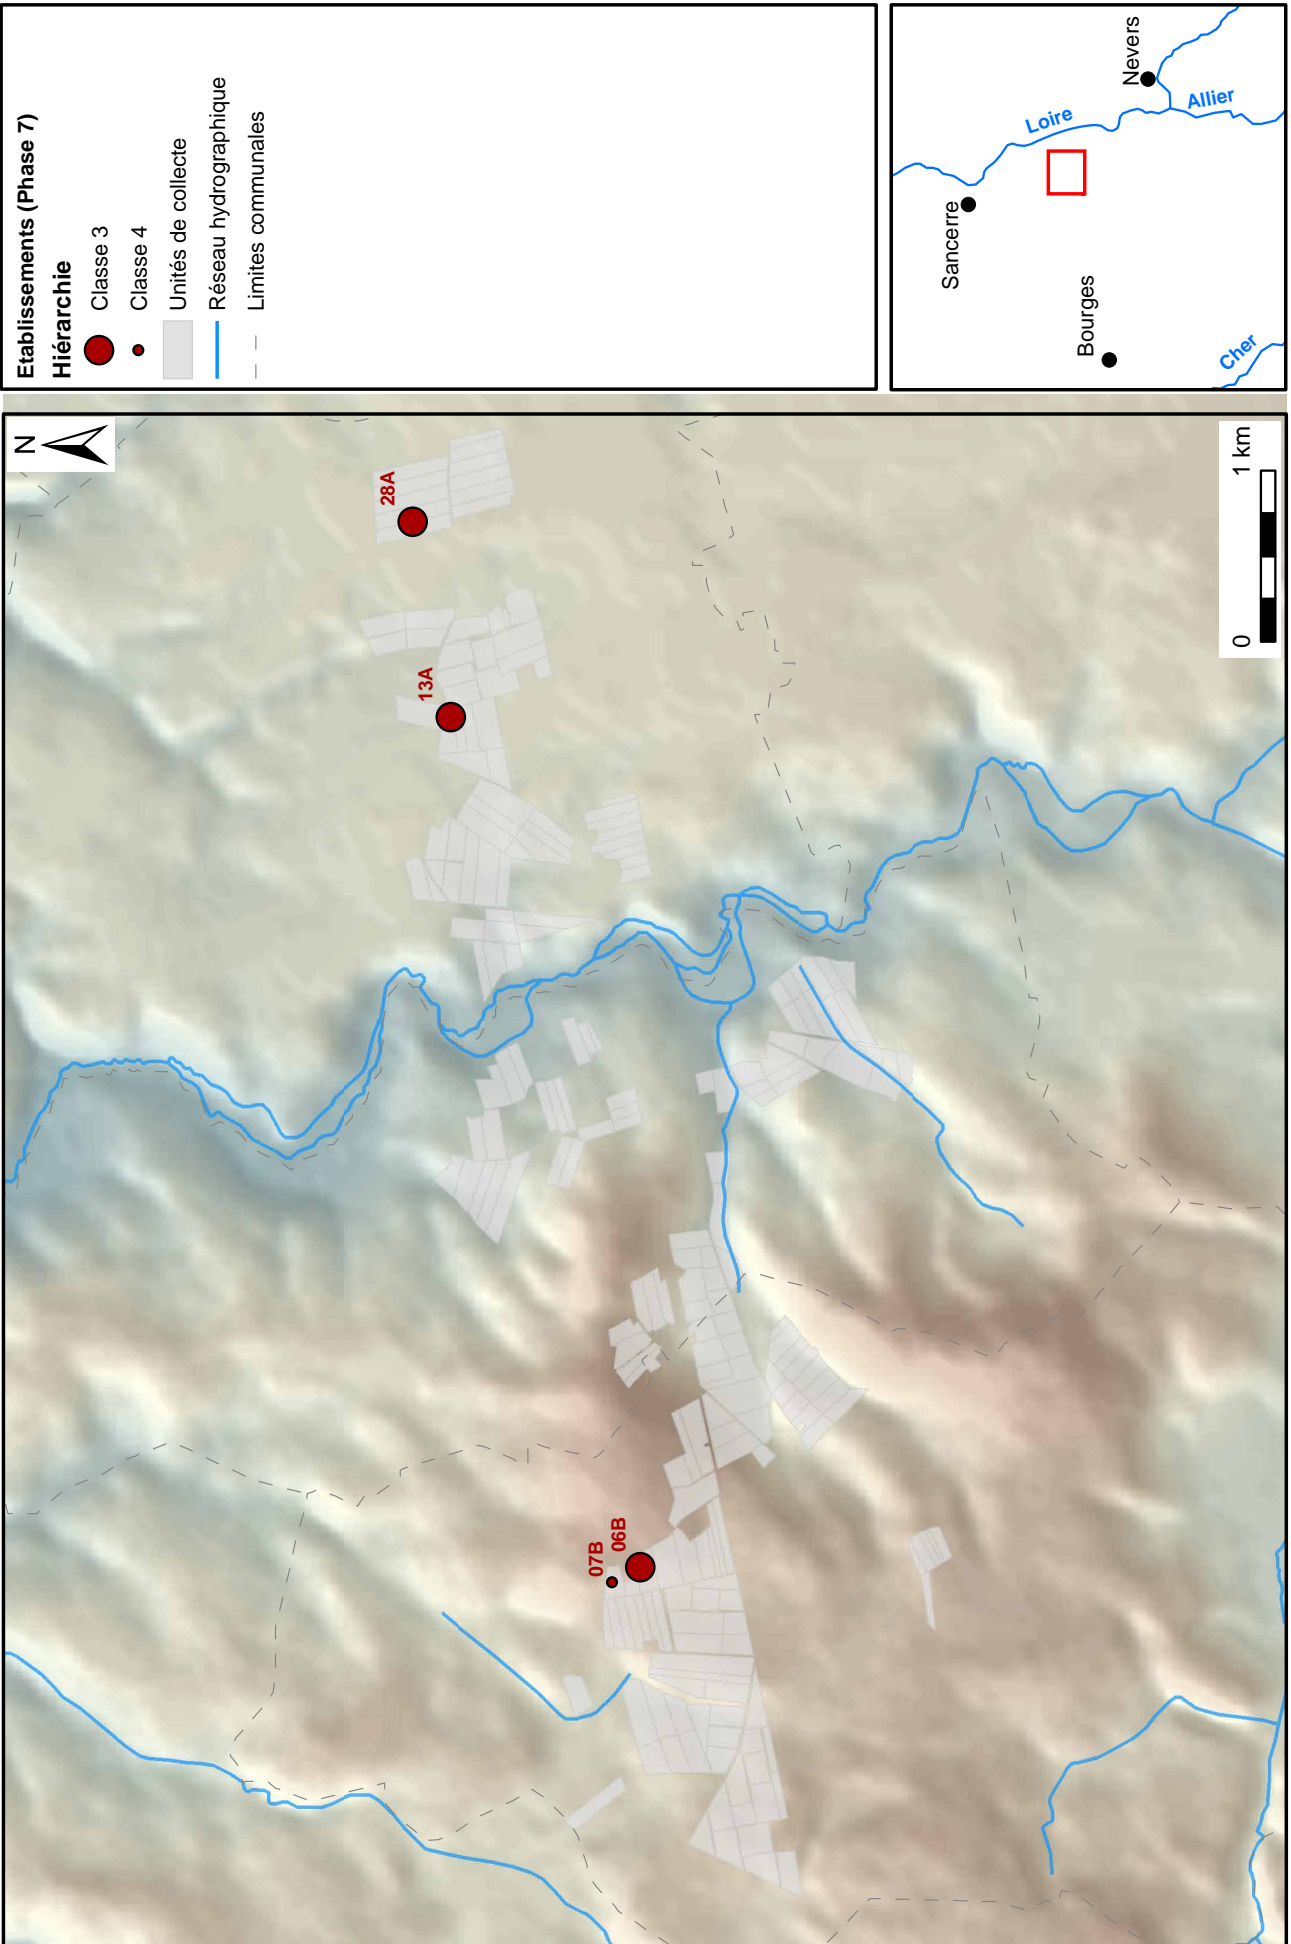 Etablissements (Phase 7)
Hiérarchie
Classe 3
Classe 4
Unités de collecte
Réseau hydrographique
Limites communales
Sancerre
Bourges
Nevers
Loire
Allier
Cher
N
28A
13A
07B
06B
0 1 km